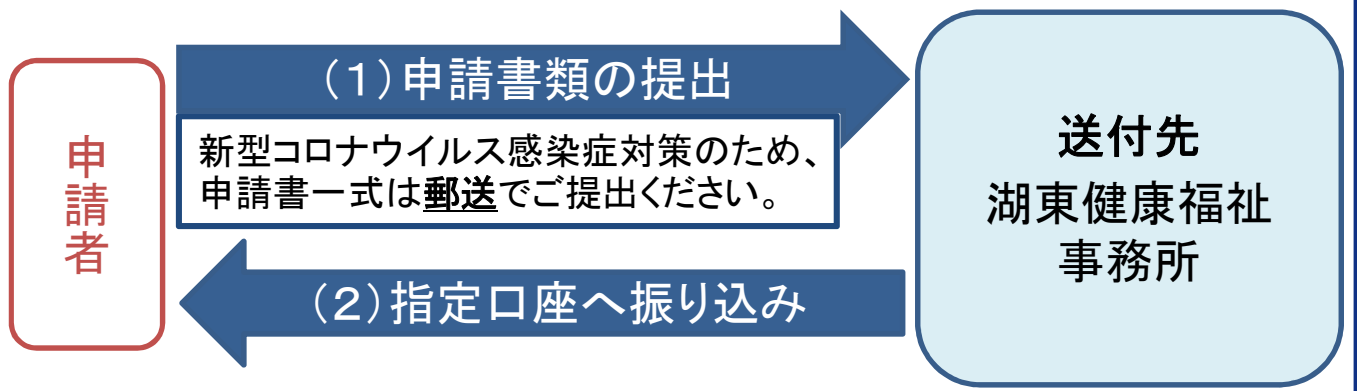 申請者
(1)申請書類の提出
新型コロナウイルス感染症対策のため、
申請書一式は郵送でご提出ください。
(2)指定口座へ振り込み
送付先
湖東健康福祉
事務所